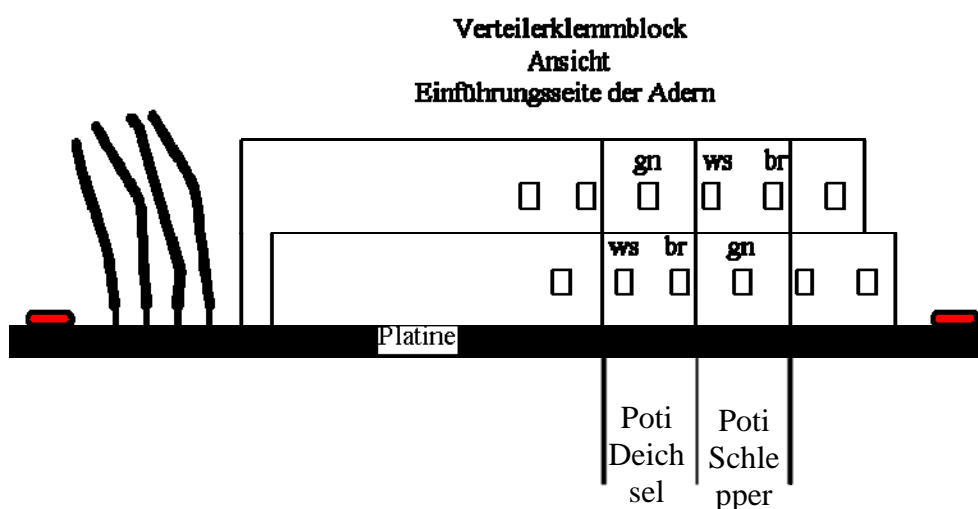 Verteilerklemmblock
Ansicht
Einführungsseite der Adern
gn ws br
ws br gn
Platine
Poti
Deich
sel
Poti
Schle
pper